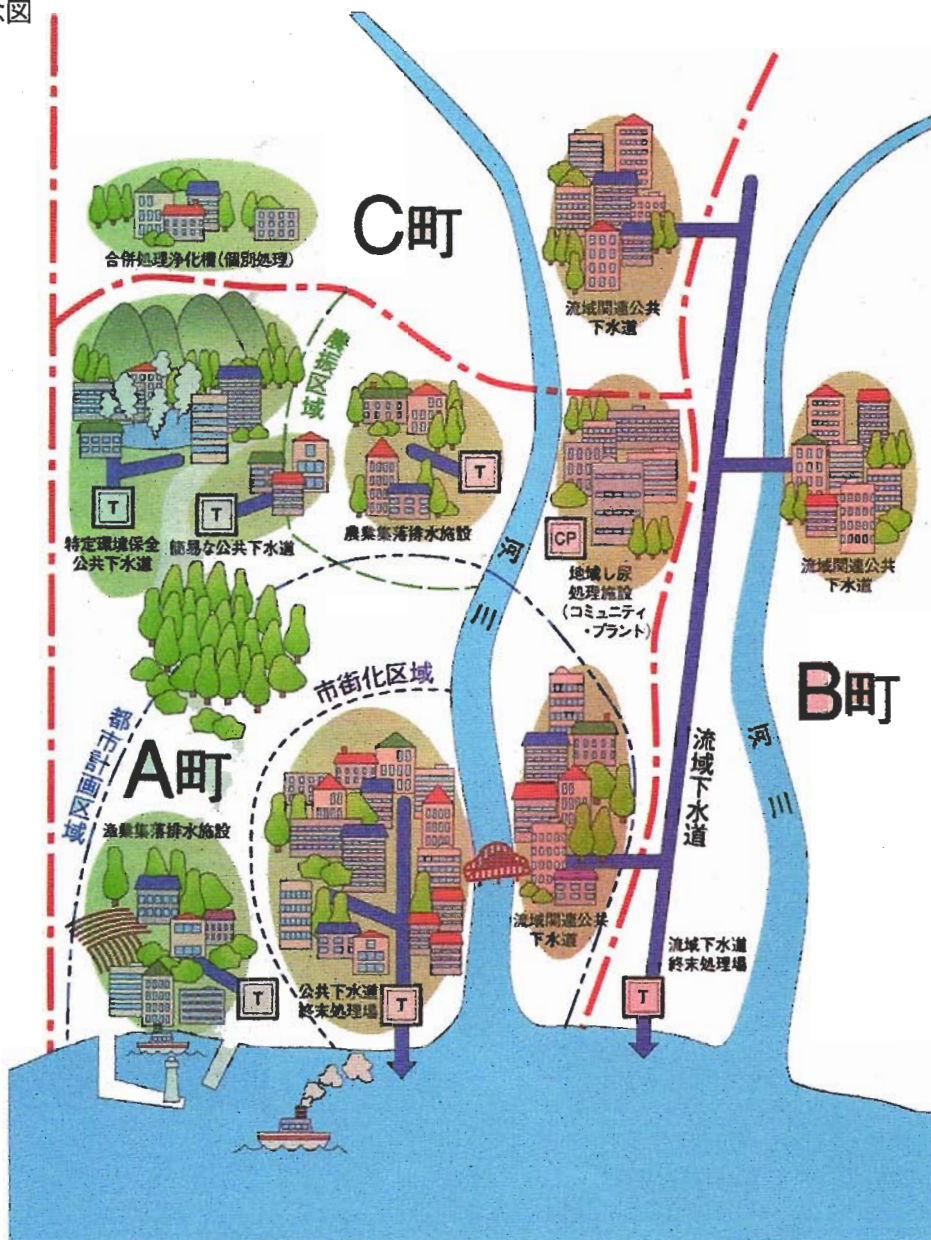 念図
C町
合併処理浄化槽(個別処理)
流域関連公共
下水道
農振区域
T
T
T
特定環境保全
公共下水道
簡易な公共下水道
農業集落排水施設
CP
地域し尿
処理施設
(コミュニティ
・プラント)
流域関連公共
下水道
河川
市街化区域
都市計画区域
A町
B町
流域下水道
河川
漁業集落排水施設
流域関連公共
下水道
流域下水道
終末処理場
T
公共下水道
終末処理場
T
T